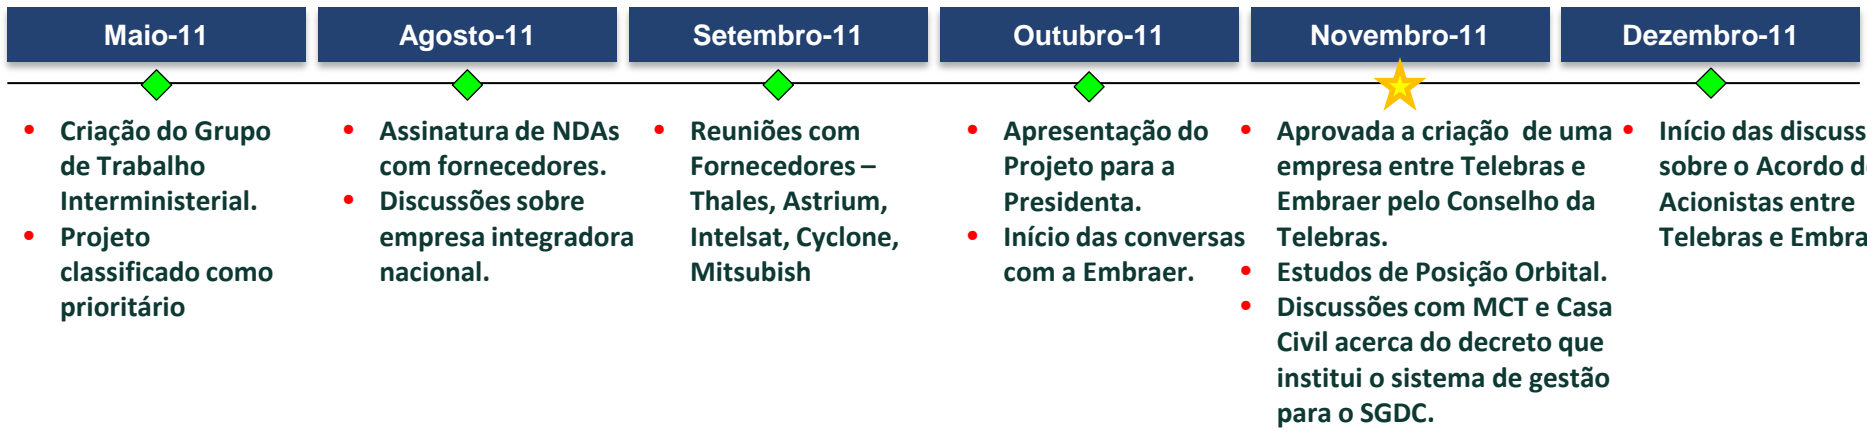 Maio-11
Agosto-11
Setembro-11
Outubro-11
Novembro-11
Dezembro-11
• Criação do Grupo
de Trabalho
Interministerial.
• Projeto
classificado como
prioritário
• Assinatura de NDAs
com fornecedores.
• Discussões sobre
empresa integradora
nacional.
• Reuniões com
Fornecedores –
Thales, Astrium,
Intelsat, Cyclone,
Mitsubish
• Apresentação do
Projeto para a
Presidenta.
• Início das conversas
com a Embraer.
• Aprovada a criação de uma
empresa entre Telebras e
Embraer pelo Conselho da
Telebras.
• Estudos de Posição Orbital.
• Discussões com MCT e Casa
Civil acerca do decreto que
institui o sistema de gestão
para o SGDC.
• Início das
sobre o Acordo
Acionistas entre
Telebras e